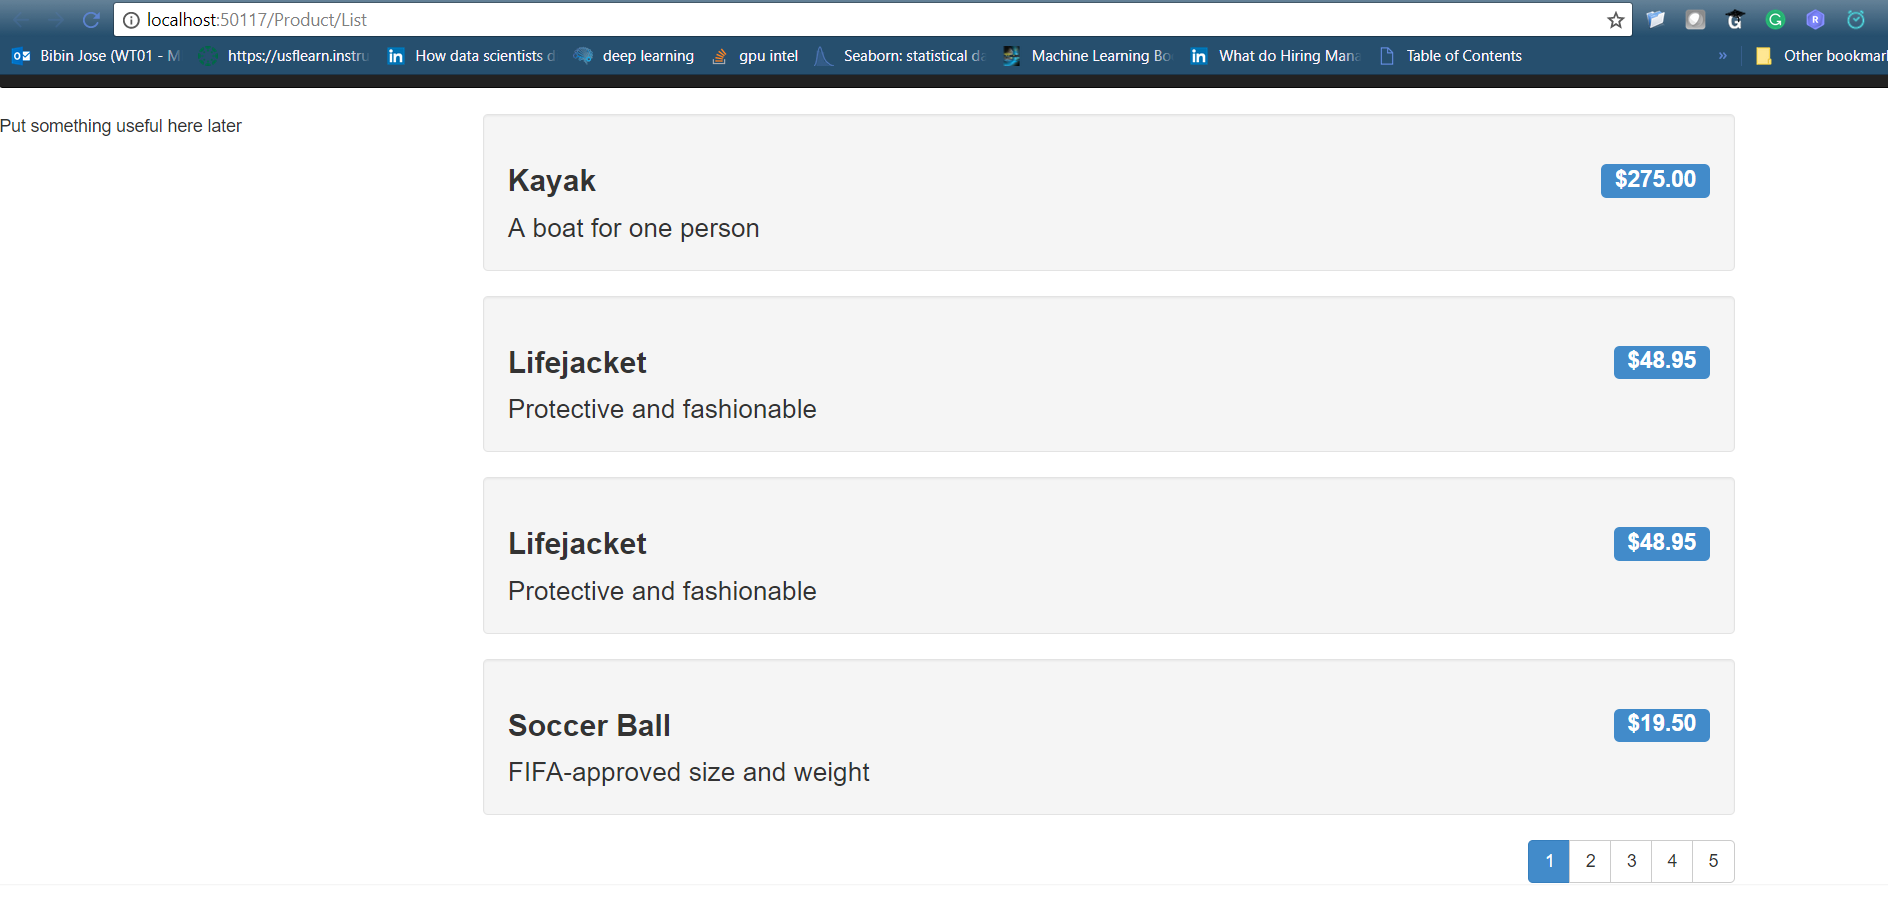 localhost:50117/Product/List
Bibin Jose (WT01 - M https://usflearn.instru How data scientists d deep learning gpu intel Seaborn: statistical da Machine Learning Bo What do Hiring Mana Table of Contents » Other bookmar
Put something useful here later
Kayak $275.00
A boat for one person
Lifejacket $48.95
Protective and fashionable
Lifejacket $48.95
Protective and fashionable
Soccer Ball $19.50
FIFA-approved size and weight
1 2 3 4 5